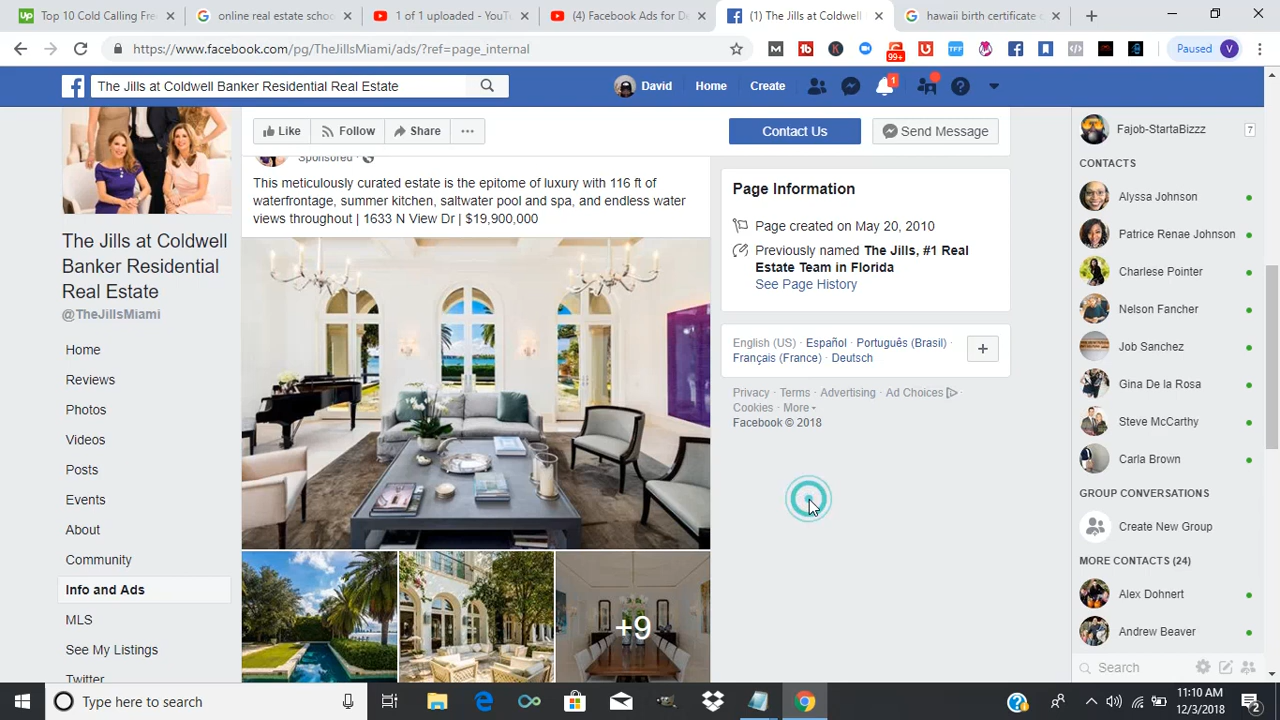 Top 10 Cold Calling Fre
online real estate schoo
1 of 1 uploaded - YouT
(4) Facebook Ads for De
(1) The Jills at Coldwell
hawaii birth certificate c
https://www.facebook.com/pg/TheJillsMiami/ads/?ref=page_internal
99+
Paused V
The Jills at Coldwell Banker Residential Real Estate
David Home Create 1
Like Follow Share Contact Us Send Message
Sponsored
This meticulously curated estate is the epitome of luxury with 116 ft of
waterfrontage, summer kitchen, saltwater pool and spa, and endless water
views throughout | 1633 N View Dr | $19,900,000
+9
The Jills at Coldwell
Banker Residential
Real Estate
@TheJillsMiami
Home
Reviews
Photos
Videos
Posts
Events
About
Community
Info and Ads
MLS
See My Listings
Twitter
Page Information
Page created on May 20, 2010
Previously named The Jills, #1 Real
Estate Team in Florida
See Page History
English (US) · Español · Português (Brasil) ·
Français (France) · Deutsch
Privacy · Terms · Advertising · Ad Choices ·
Cookies · More
Facebook © 2018
Fajob-StartaBizzz 7
CONTACTS
Alyssa Johnson
Patrice Renae Johnson
Charlese Pointer
Nelson Fancher
Job Sanchez
Gina De la Rosa
Steve McCarthy
Carla Brown
GROUP CONVERSATIONS
Create New Group
MORE CONTACTS (24)
Alex Dohnert
Andrew Beaver
Search
Type here to search
11:10 AM
12/3/2018
2